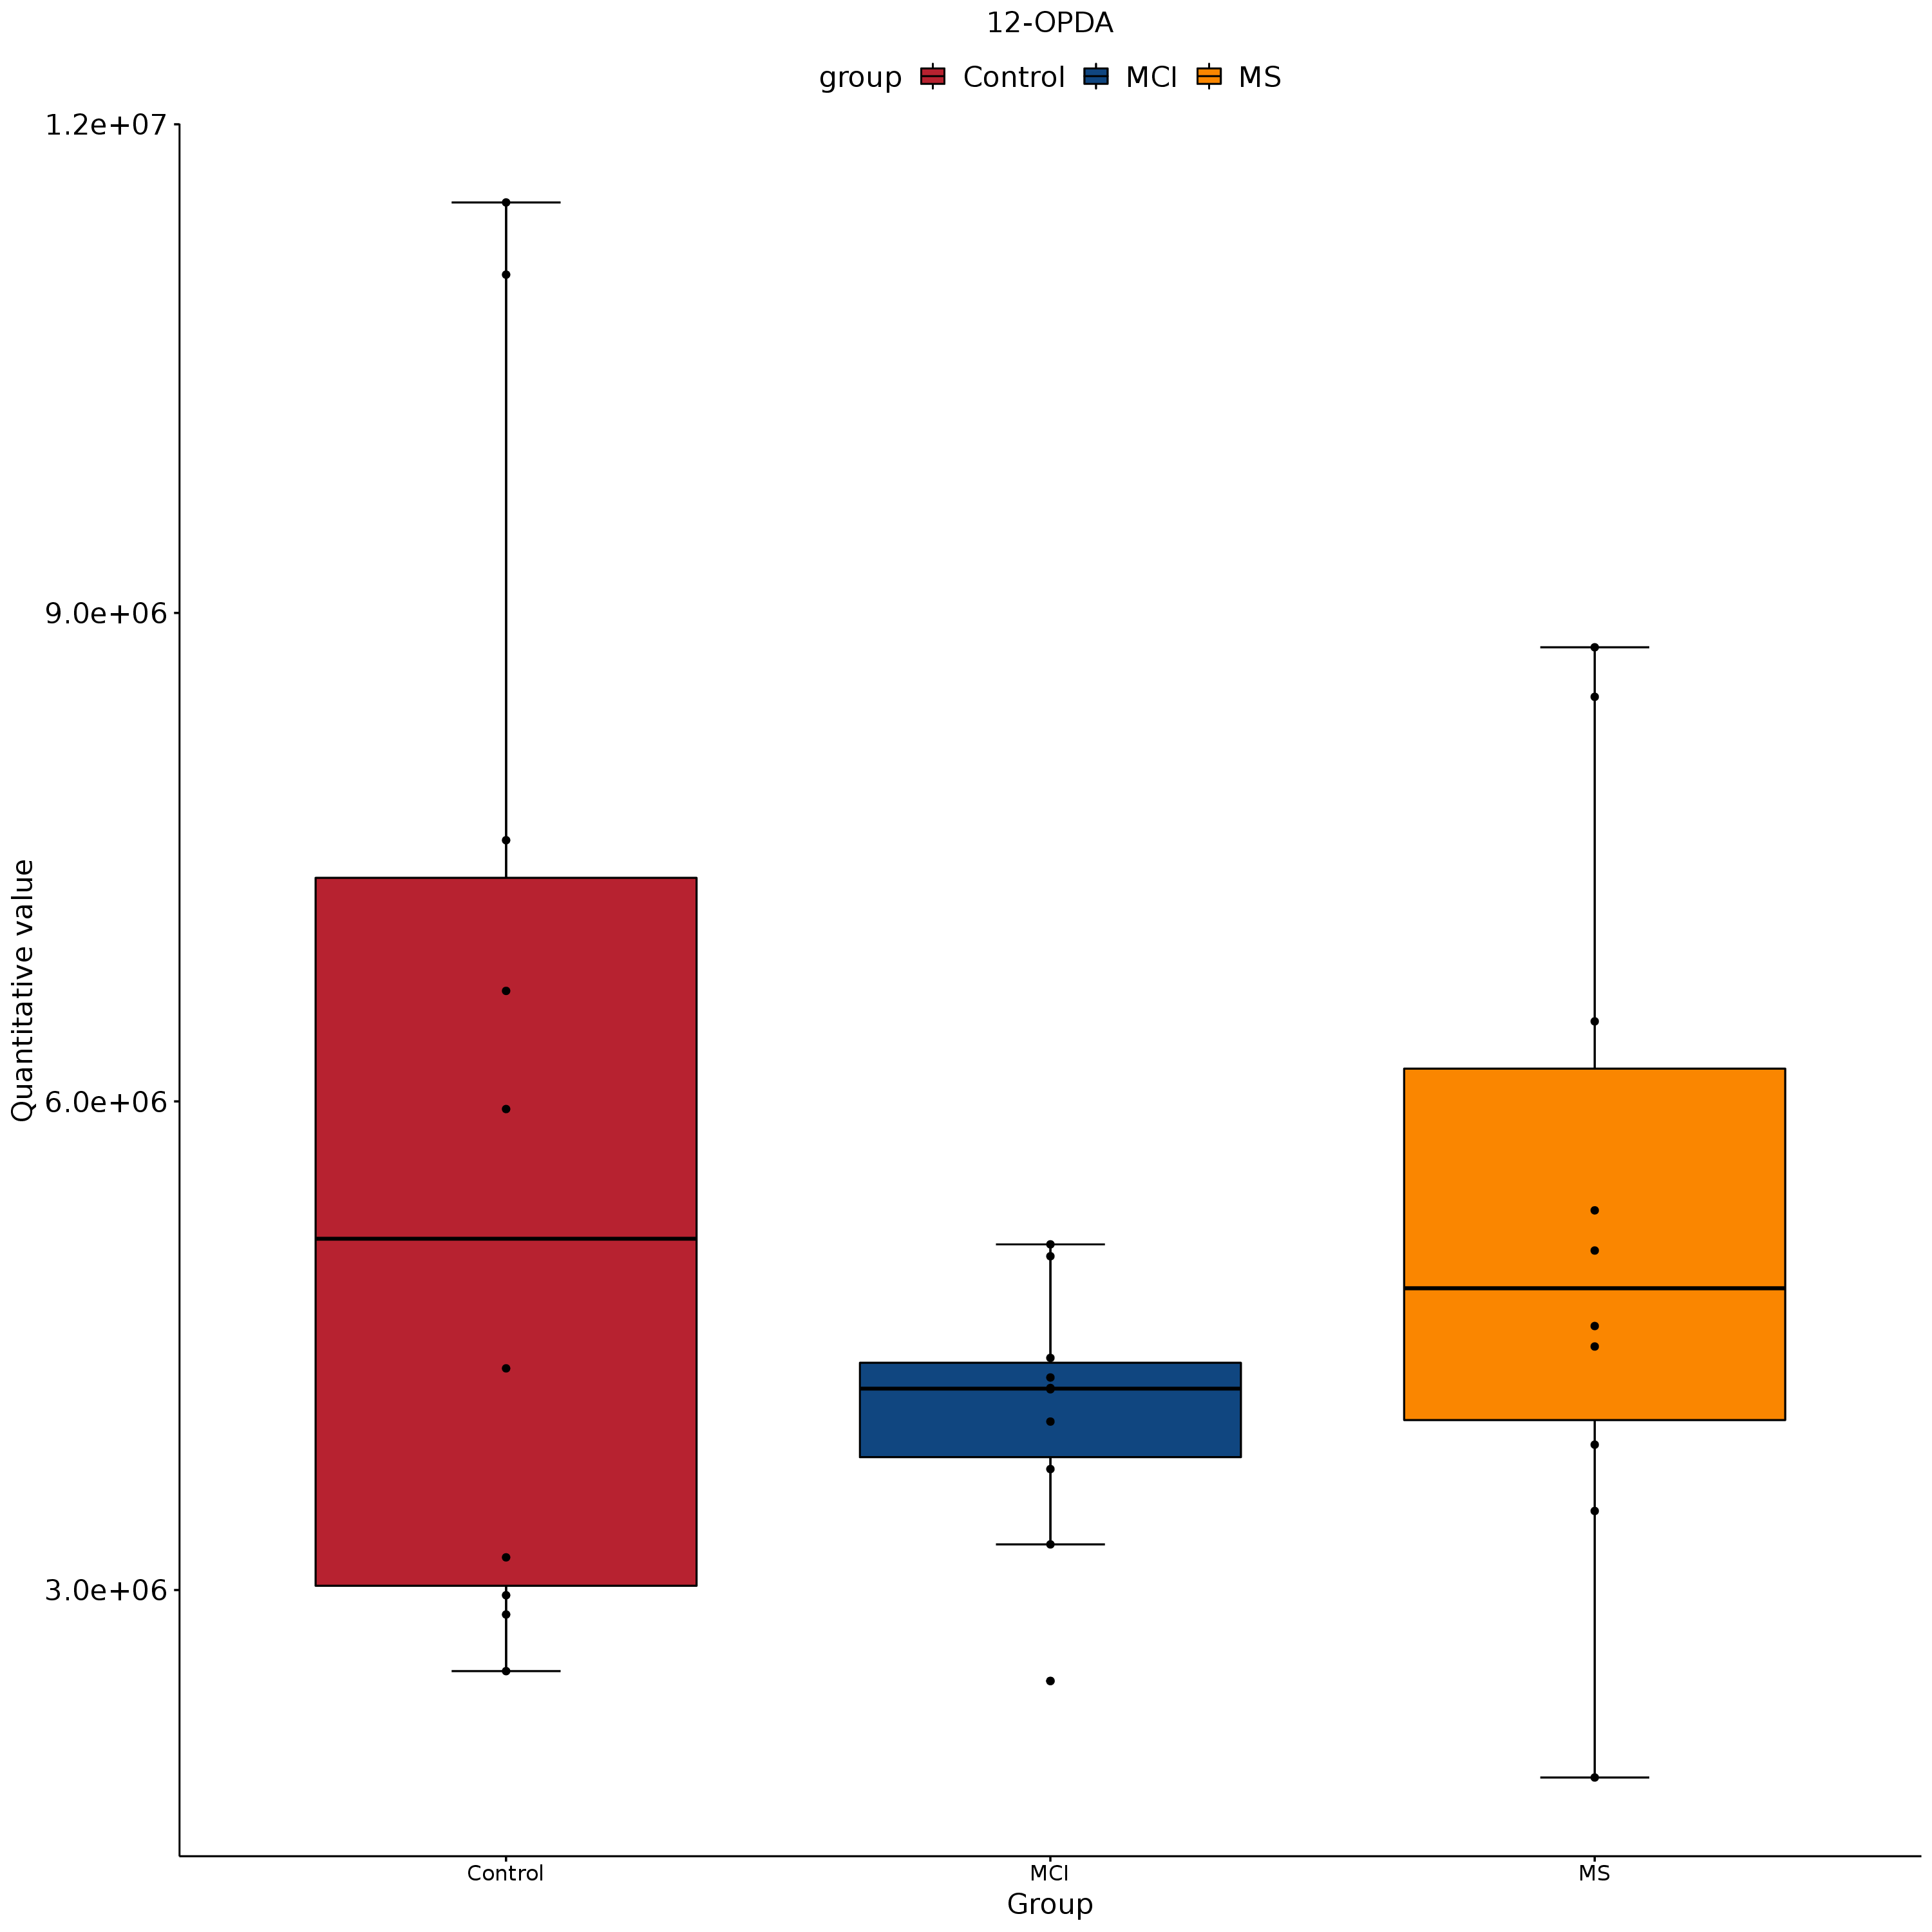 12-OPDA
group Control MCI MS
1.2e+07
9.0e+06
6.0e+06
3.0e+06
Quantitative value
Control MCI MS
Group